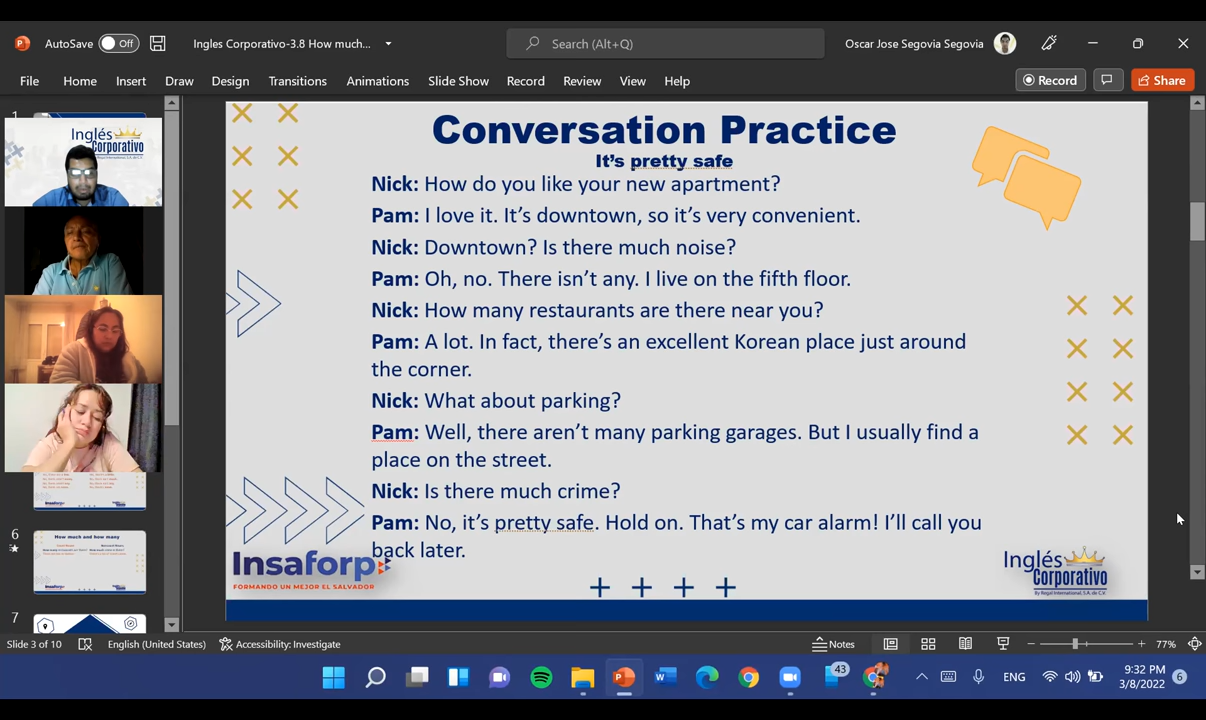 AutoSave Off Ingles Corporativo-3.8 How much... Search (Alt+Q) Oscar Jose Segovia Segovia
File Home Insert Draw Design Transitions Animations Slide Show Record Review View Help Record Share
1
Inglés
Corporativo
Conversation Practice
It's pretty safe
Nick: How do you like your new apartment?
Pam: I love it. It's downtown, so it's very convenient.
Nick: Downtown? Is there much noise?
Pam: Oh, no. There isn't any. I live on the fifth floor.
Nick: How many restaurants are there near you?
Pam: A lot. In fact, there's an excellent Korean place just around
the corner.
Nick: What about parking?
Pam: Well, there aren't many parking garages. But I usually find a
place on the street.
Nick: Is there much crime?
Pam: No, it's pretty safe. Hold on. That's my car alarm! I'll call you
back later.
Insaforp
FORMANDO UN MEJOR EL SALVADOR
Inglés
Corporativo
By Regal International, S.A. de C.V.
6
How much and how many
Insaforp
7
Slide 3 of 10 English (United States) Accessibility: Investigate Notes 77%
43 ENG 9:32 PM
3/8/2022 6